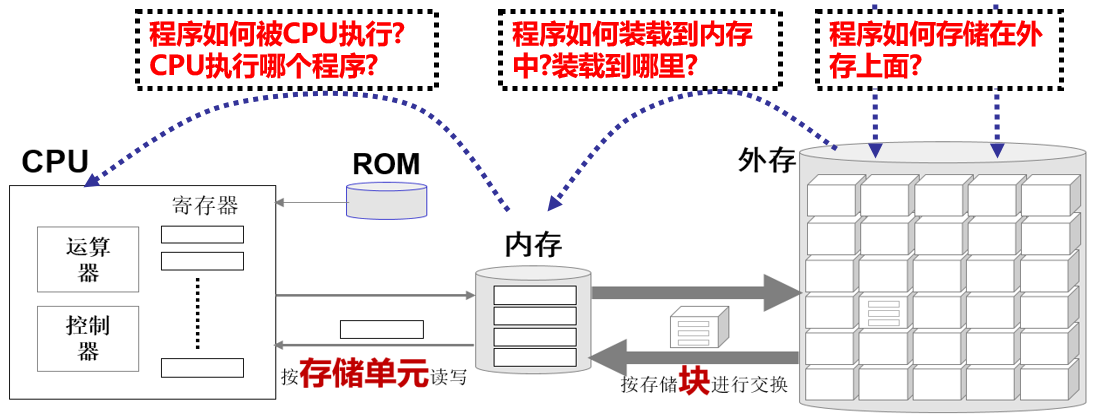 程序如何被CPU执行?
CPU执行哪个程序?
程序如何装载到内存
中?装载到哪里?
程序如何存储在外
存上面?
CPU
ROM
外存
寄存器
运算
器
内存
控制
器
按存储单元读写
按存储块进行交换